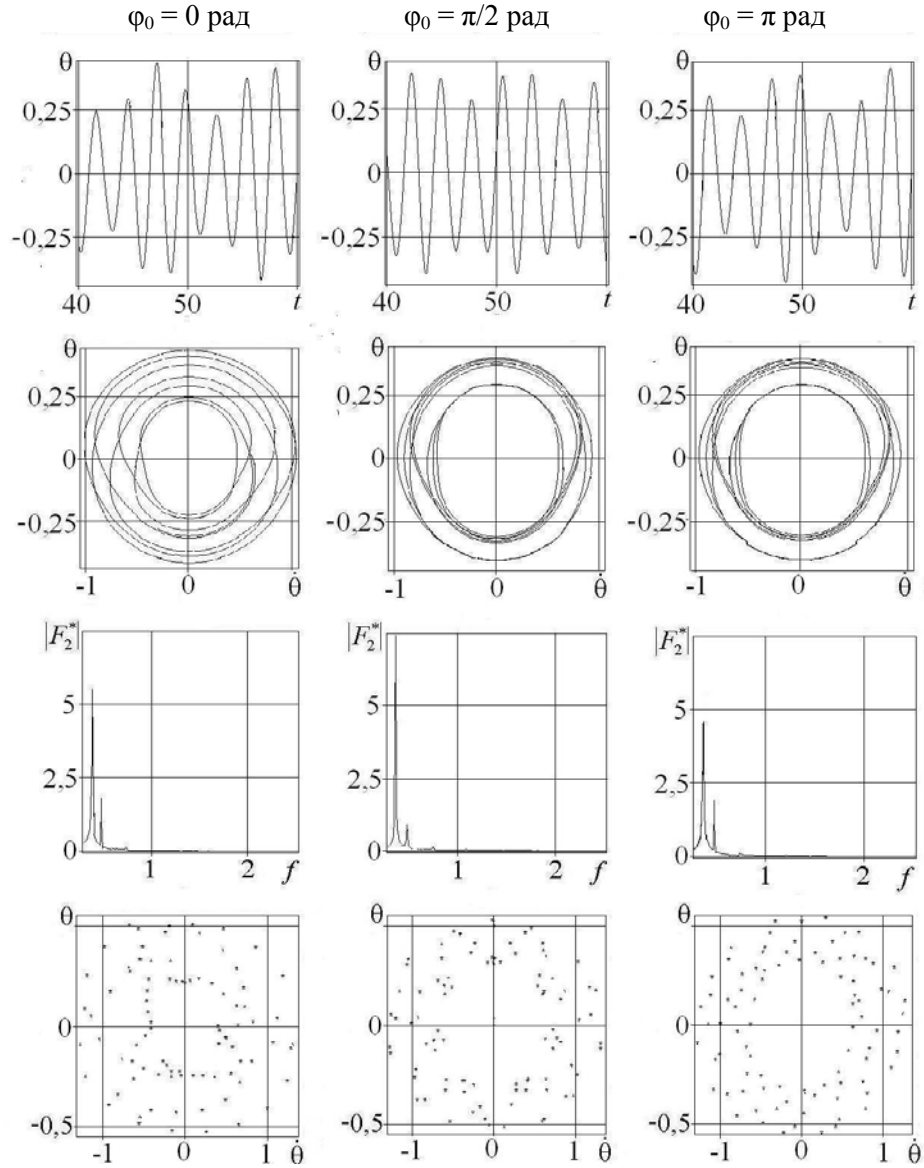 φ₀ = 0 рад φ₀ = π/2 рад φ₀ = π рад
θ θ θ
0,25 0,25 0,25
0 0 0
-0,25 -0,25 -0,25
40 50 t 40 50 t 40 50 t
θ θ θ
0,25 0,25 0,25
0 0 0
-0,25 -0,25 -0,25
-1 0 θ̇ -1 0 θ̇ -1 0 θ̇
|F₂*| |F₂*| |F₂*|
5 5 5
2,5 2,5 2,5
0 0 0
1 2 f 1 2 f 1 2 f
θ θ θ
0 0 0
-0,5 -0,5 -0,5
-1 0 1 θ̇ -1 0 1 θ̇ -1 0 1 θ̇